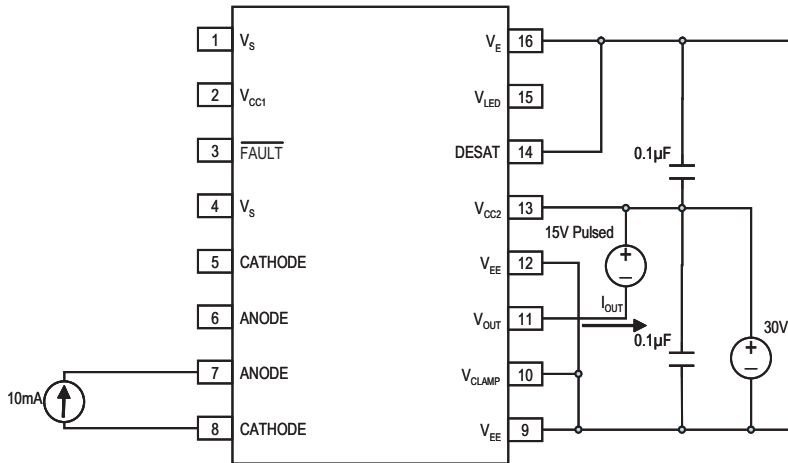 1 V_S
2 V_CC1
3 FAULT
4 V_S
5 CATHODE
6 ANODE
7 ANODE
8 CATHODE
10mA
V_E 16
V_LED 15
DESAT 14
V_CC2 13
V_EE 12
V_OUT 11
V_CLAMP 10
V_EE 9
0.1µF
15V Pulsed
+
−
I_OUT
0.1µF
+
−
30V